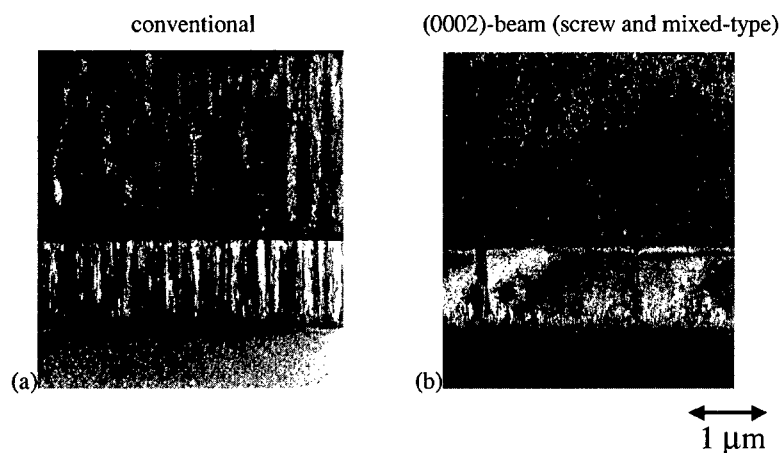 conventional
(0002)-beam (screw and mixed-type)
(a)
(b)
1 μm